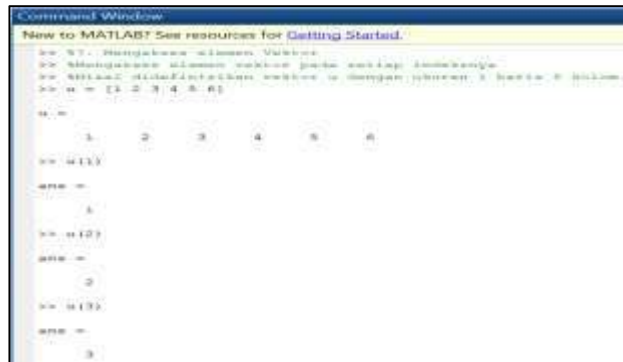 Command Window
New to MATLAB? See resources for Getting Started.
>> %7. Mengakses elemen Vektor
>> %Mengakses elemen vektor pada setiap indeksnya
>> %Misal didefinisikan vektor u dengan ukuran 1 baris 6 kolom
>> u = [1 2 3 4 5 6]
u =
1 2 3 4 5 6
>> u(1)
ans =
1
>> u(2)
ans =
2
>> u(3)
ans =
3